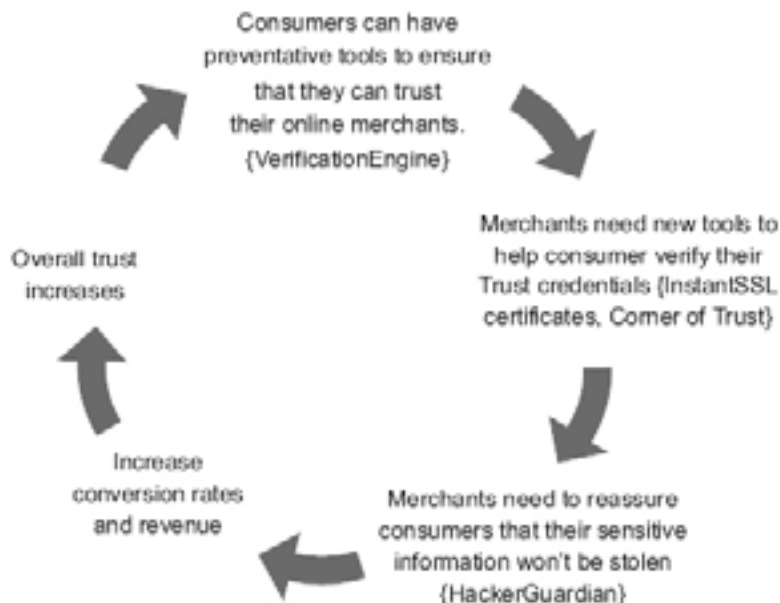 Consumers can have
preventative tools to ensure
that they can trust
their online merchants.
{VerificationEngine}
Merchants need new tools to
help consumer verify their
Trust credentials {InstantSSL
certificates, Corner of Trust}
Merchants need to reassure
consumers that their sensitive
information won't be stolen
{HackerGuardian}
Increase
conversion rates
and revenue
Overall trust
increases